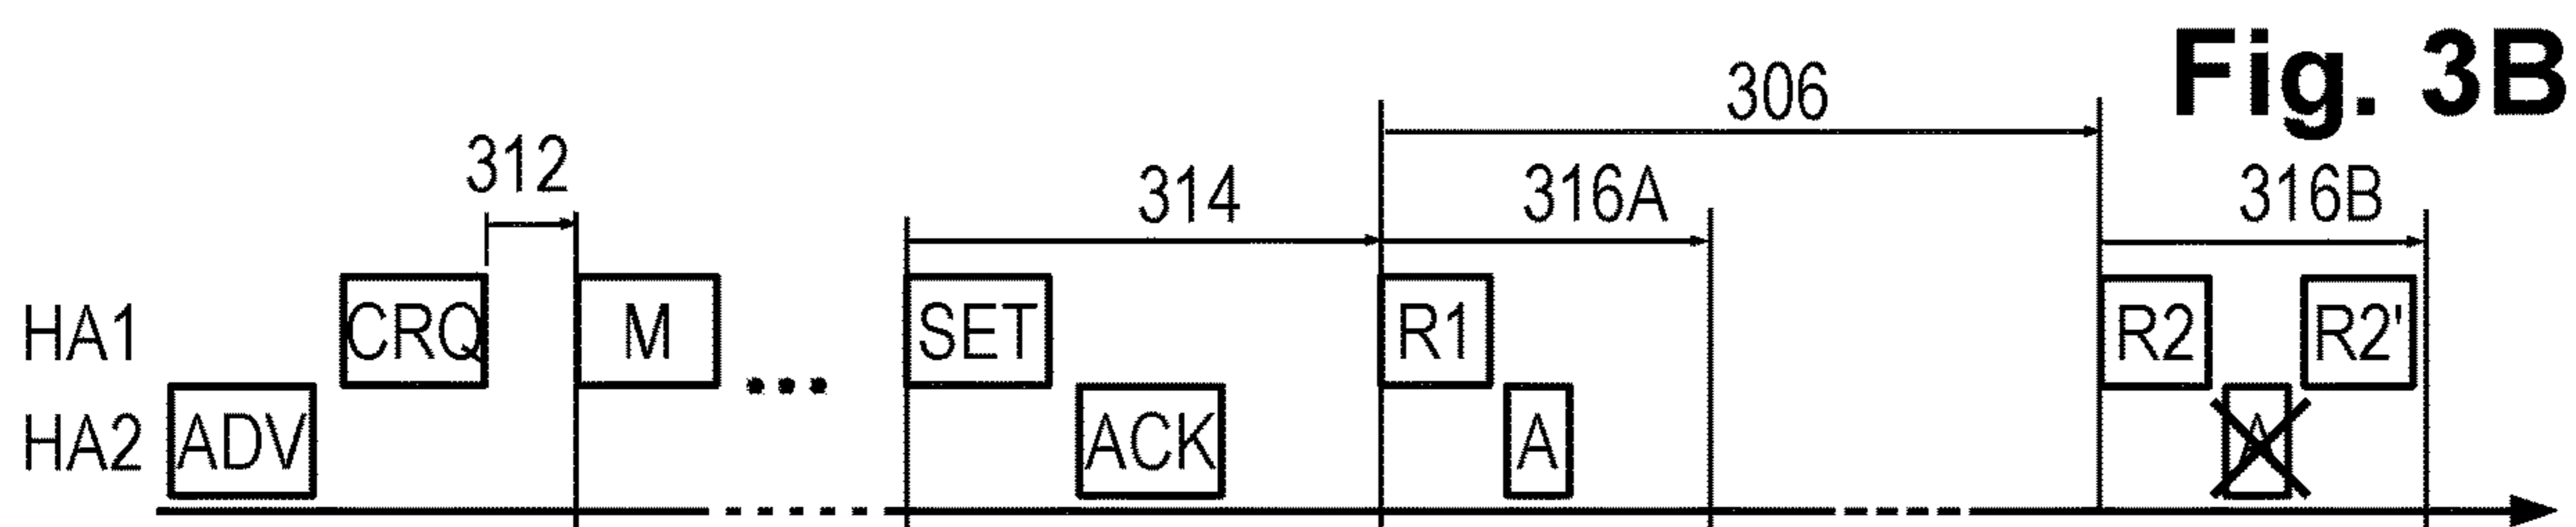 Fig. 3B
306
312
314
316A
316B
HA1 CRQ M SET R1 R2 R2'
HA2 ADV ACK A A